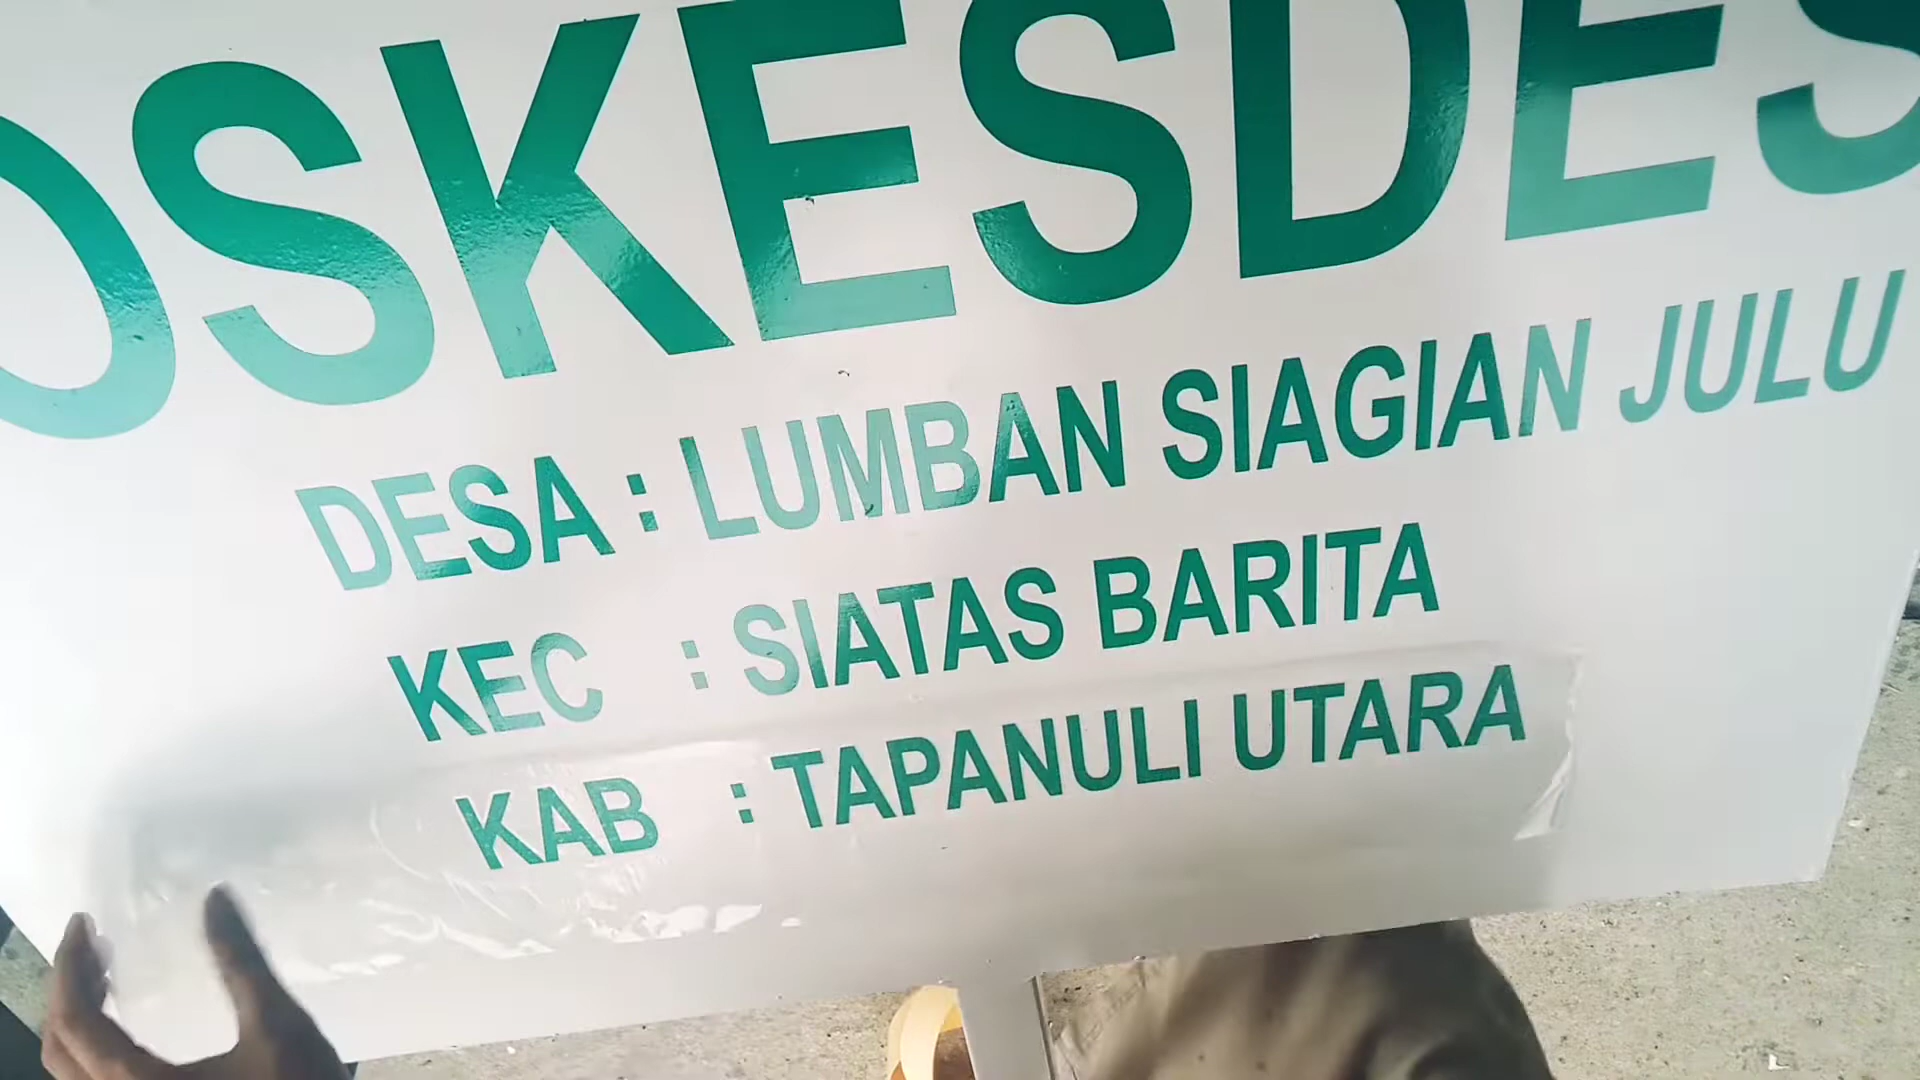 OSKESDES
DESA : LUMBAN SIAGIAN JULU
KEC : SIATAS BARITA
KAB : TAPANULI UTARA